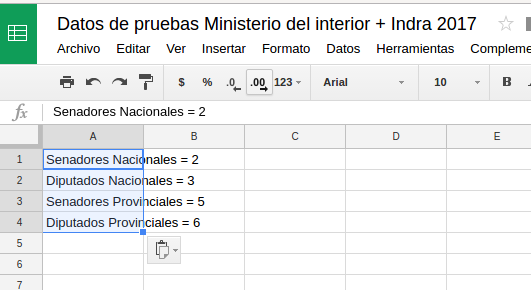 Datos de pruebas Ministerio del interior + Indra 2017
Archivo Editar Ver Insertar Formato Datos Herramientas Compleme
$ % .0 .00 123 Arial 10 B
fx Senadores Nacionales = 2
A B C D E
1 Senadores Nacionales = 2
2 Diputados Nacionales = 3
3 Senadores Provinciales = 5
4 Diputados Provinciales = 6
5
6
7